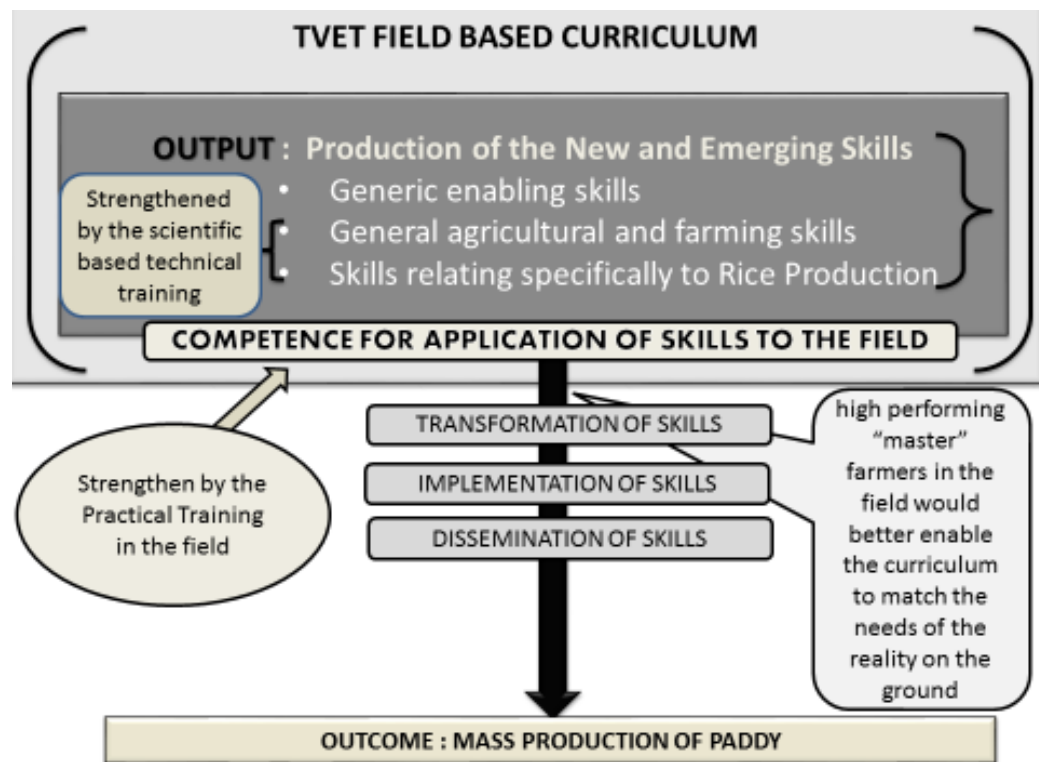 TVET FIELD BASED CURRICULUM
OUTPUT : Production of the New and Emerging Skills
• Generic enabling skills
• General agricultural and farming skills
• Skills relating specifically to Rice Production
Strengthened
by the scientific
based technical
training
COMPETENCE FOR APPLICATION OF SKILLS TO THE FIELD
TRANSFORMATION OF SKILLS
IMPLEMENTATION OF SKILLS
DISSEMINATION OF SKILLS
Strengthen by the
Practical Training
in the field
high performing
“master”
farmers in the
field would
better enable
the curriculum
to match the
needs of the
reality on the
ground
OUTCOME : MASS PRODUCTION OF PADDY